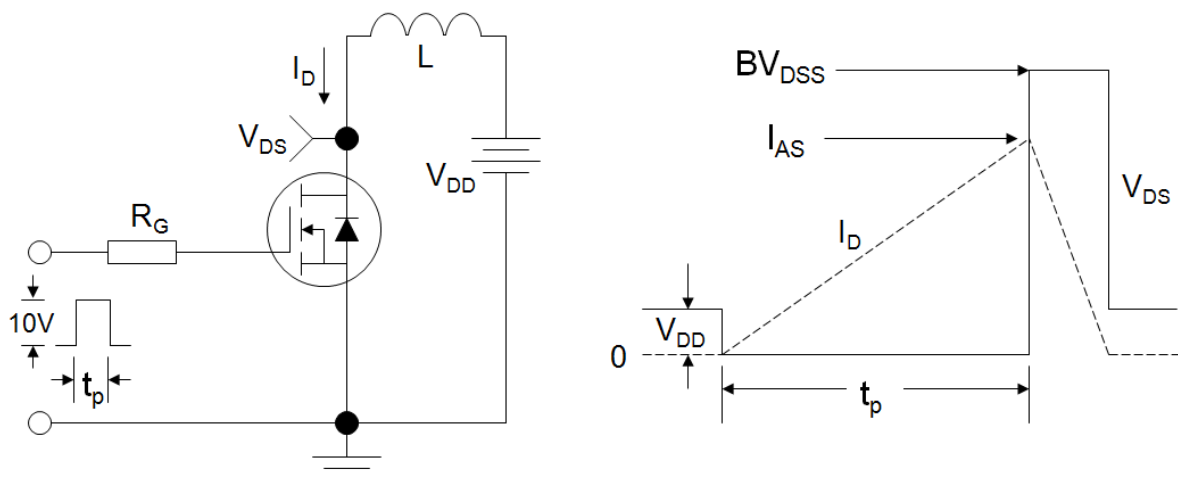 L
I_D
V_DS
V_DD
R_G
10V
t_p
BV_DSS
I_AS
V_DS
I_D
V_DD
0
t_p